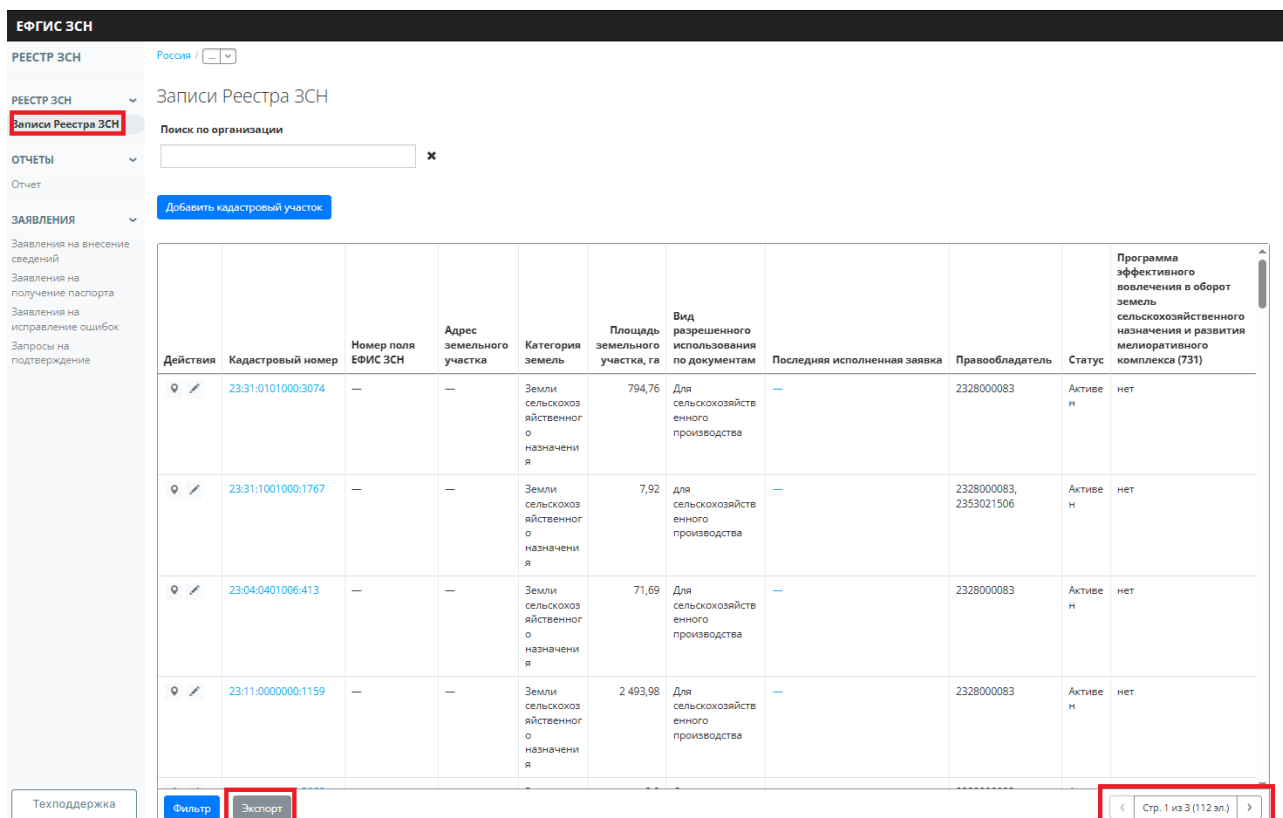 ЕФГИС ЗСН
РЕЕСТР ЗСН
РЕЕСТР ЗСН
Записи Реестра ЗСН
ОТЧЕТЫ
Отчет
ЗАЯВЛЕНИЯ
Заявления на внесение
сведений
Заявления на
получение паспорта
Заявления на
исправление ошибок
Запросы на
подтверждение
Техподдержка
Россия / ...
Записи Реестра ЗСН
Поиск по организации
Добавить кадастровый участок
Действия
Кадастровый номер
Номер поля
ЕФИС ЗСН
Адрес
земельного
участка
Категория
земель
Площадь
земельного
участка, га
Вид
разрешенного
использования
по документам
Последняя исполненная заявка
Правообладатель
Статус
Программа
эффективного
вовлечения в оборот
земель
сельскохозяйственного
назначения и развития
мелиоративного
комплекса (731)
23:31:0101000:3074
—
—
Земли
сельскохоз
яйственног
о
назначени
я
794,76
Для
сельскохозяйств
енного
производства
—
2328000083
Активе
н
нет
23:31:1001000:1767
—
—
Земли
сельскохоз
яйственног
о
назначени
я
7,92
для
сельскохозяйств
енного
производства
—
2328000083,
2353021506
Активе
н
нет
23:04:0401006:413
—
—
Земли
сельскохоз
яйственног
о
назначени
я
71,69
Для
сельскохозяйств
енного
производства
—
2328000083
Активе
н
нет
23:11:0000000:1159
—
—
Земли
сельскохоз
яйственног
о
назначени
я
2 493,98
Для
сельскохозяйств
енного
производства
—
2328000083
Активе
н
нет
Фильтр
Экспорт
Стр. 1 из 3 (112 эл.)